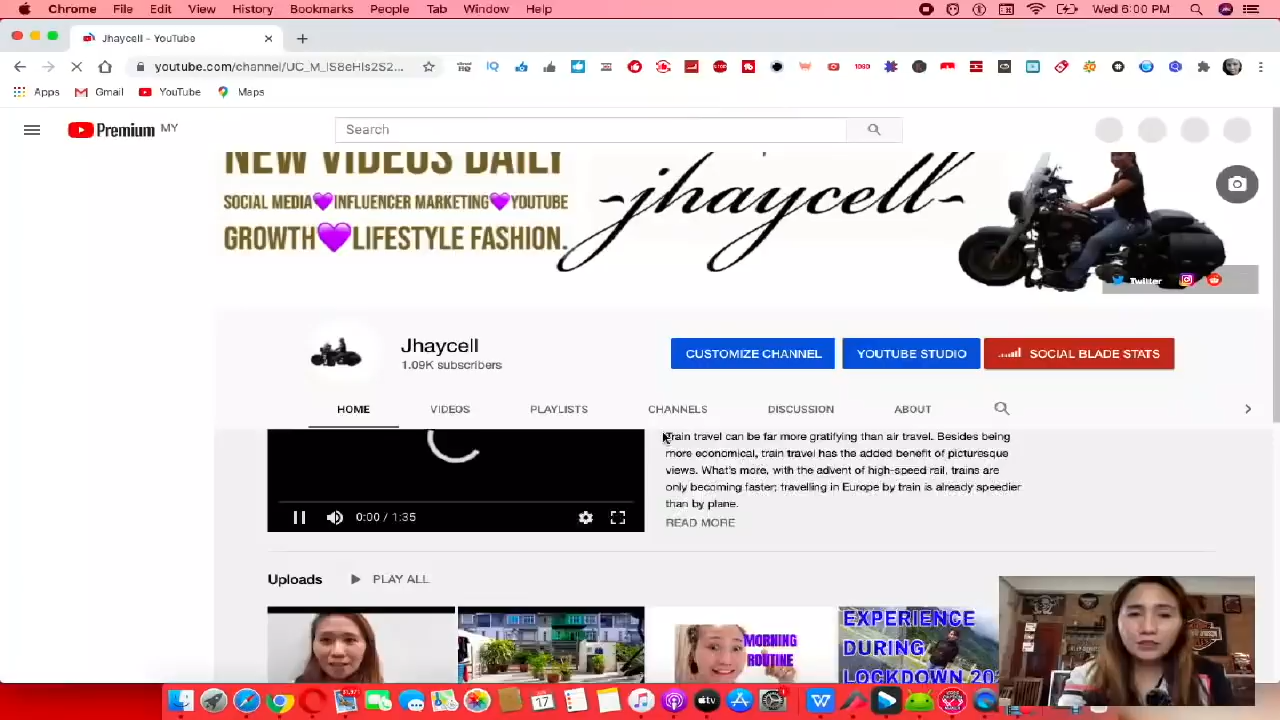 Chrome File Edit View History Bookmarks People Tab Window Help Wed 6:00 PM
Jhaycell - YouTube
Apps Gmail YouTube Maps
Premium MY
Search
NEW VIDEOS DAILY
SOCIAL MEDIA💜INFLUENCER MARKETING💜YOUTUBE
GROWTH💜LIFESTYLE FASHION.
-jhaycell-
Twitter
Jhaycell
1.09K subscribers
CUSTOMIZE CHANNEL
YOUTUBE STUDIO
SOCIAL BLADE STATS
HOME VIDEOS PLAYLISTS CHANNELS DISCUSSION ABOUT
Train travel can be far more gratifying than air travel. Besides being
more economical, train travel has the added benefit of picturesque
views. What's more, with the advent of high-speed rail, trains are
only becoming faster; travelling in Europe by train is already speedier
than by plane.
READ MORE
0:00 / 1:35
Uploads PLAY ALL
MORNING
ROUTINE
EXPERIENCE
DURING
LOCKDOWN
17